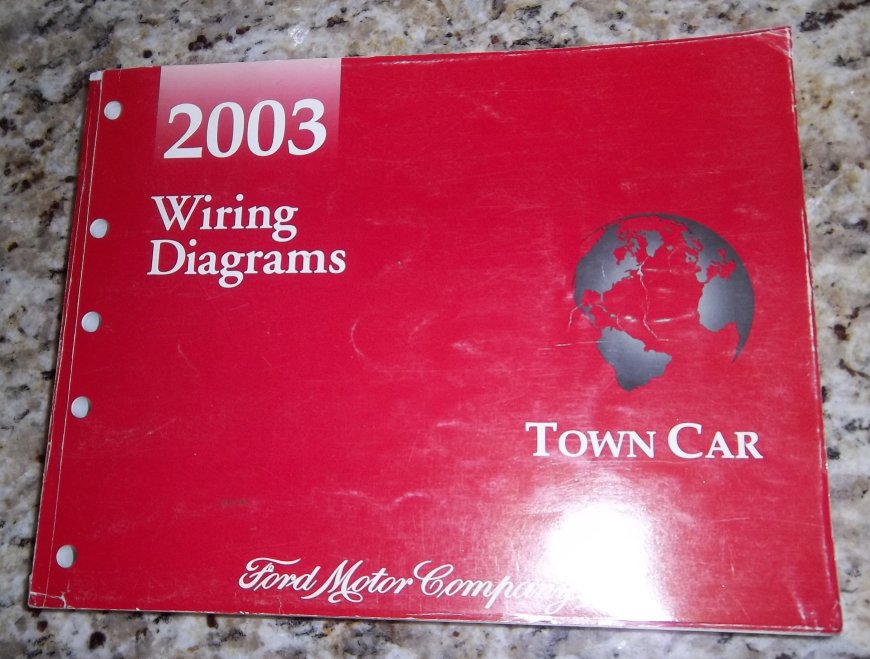 2003
Wiring
Diagrams
TOWN CAR
Ford Motor Company